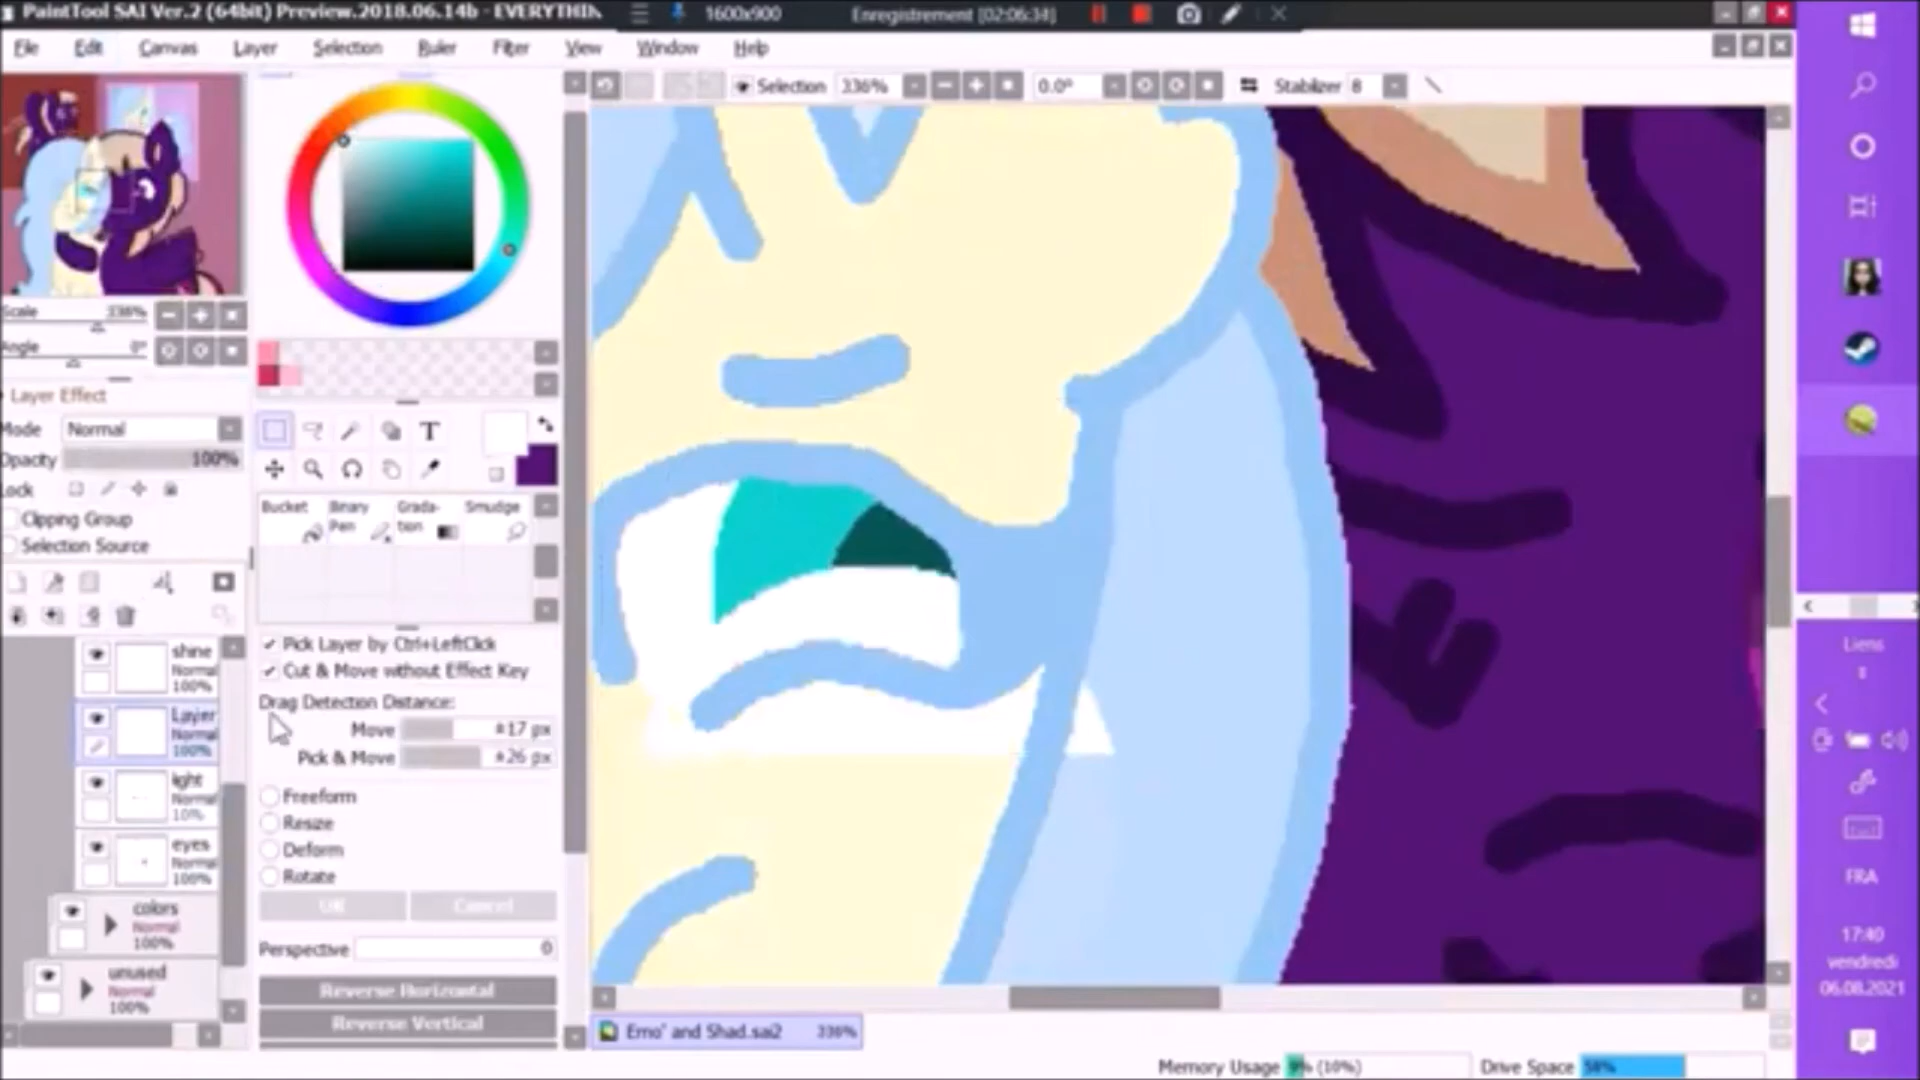 PaintTool SAI Ver.2 (64bit) Preview.2018.06.14b - EVERYTHIN
1600x900
Enregistrement [02:06:34]
File Edit Canvas Layer Selection Ruler Filter View Window Help
Selection 336% 0.0° Stabilizer 8
Scale 336%
Angle 0°
Layer Effect
Mode Normal
Opacity 100%
Lock
Clipping Group
Selection Source
shine
Normal
100%
Layer
Normal
100%
light
Normal
10%
eyes
Normal
100%
colors
Normal
100%
unused
Normal
100%
T
Bucket Binary Pen Grada-tion Smudge
Pick Layer by Ctrl+LeftClick
Cut & Move without Effect Key
Drag Detection Distance:
Move ±17 px
Pick & Move ±26 px
Freeform
Resize
Deform
Rotate
OK Cancel
Perspective 0
Reverse Horizontal
Reverse Vertical
Emo' and Shad.sai2 336%
Memory Usage 9% (10%) Drive Space 58%
Liens
FRA
17:40
vendredi
06.08.2021